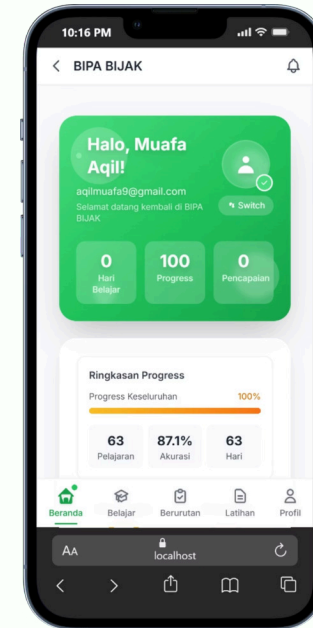 10:16 PM
BIPA BIJAK
Halo, Muafa
Aqil!
aqilmuafa9@gmail.com
Selamat datang
kembali di BIPA
BIJAK
Switch
0
Hari
Belajar
100
Progress
0
Pencapaian
Ringkasan Progress
Progress Keseluruhan 100%
63
Pelajaran
87.1%
Akurasi
63
Hari
Beranda Belajar Berurutan Latihan Profil
AA
localhost